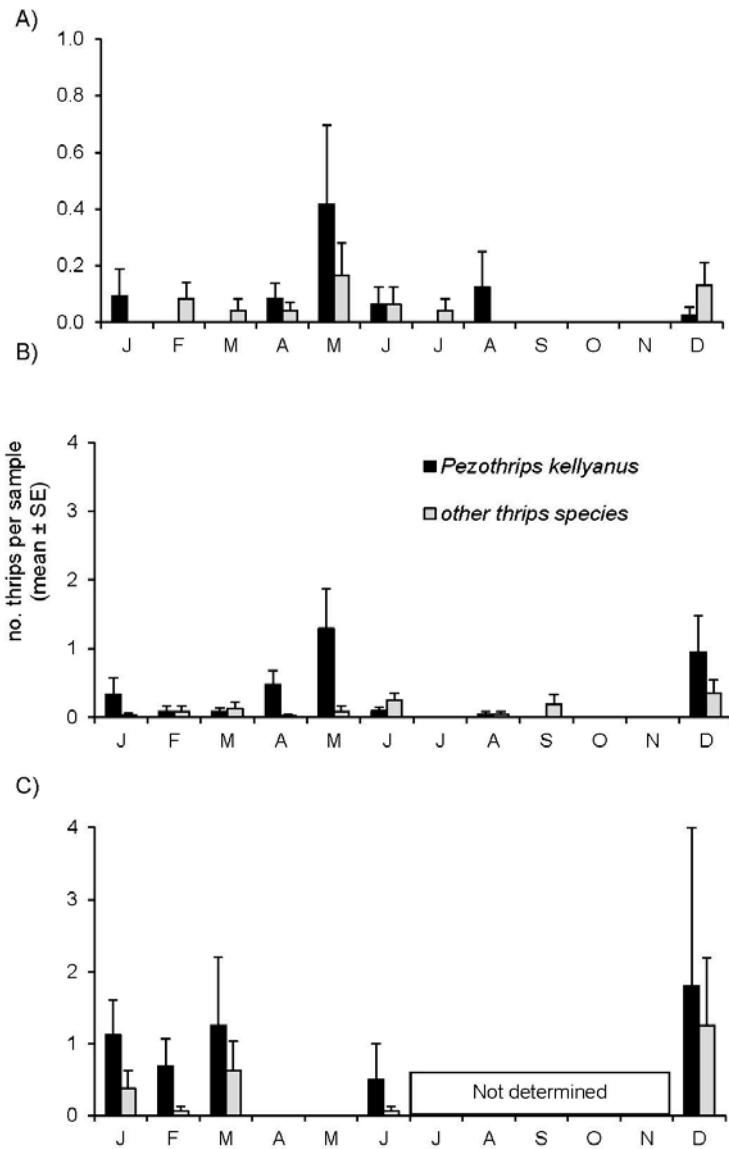 A)
1.0
0.8
0.6
0.4
0.2
0.0
J F M A M J J A S O N D
B)
no. thrips per sample
(mean ± SE)
4
3
2
1
0
Pezothrips kellyanus
other thrips species
J F M A M J J A S O N D
C)
4
3
2
1
0
Not determined
J F M A M J J A S O N D